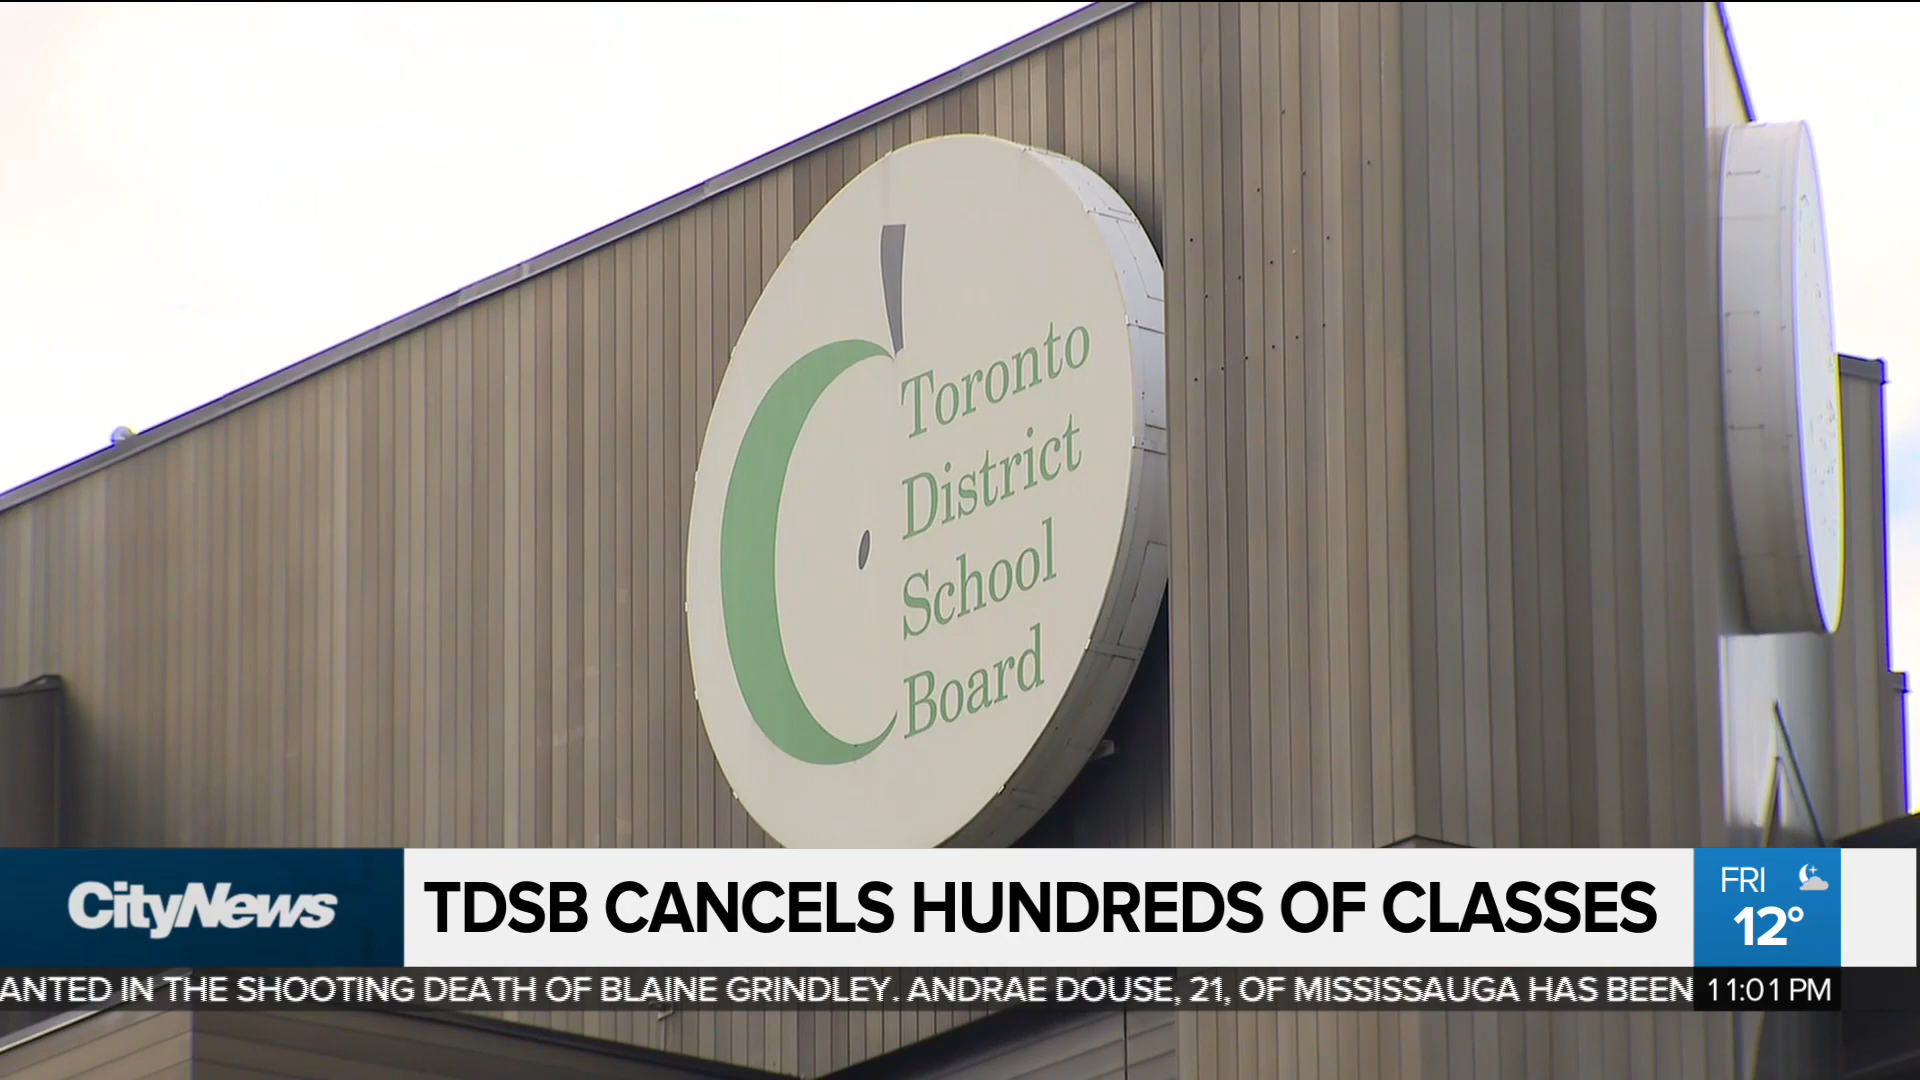 Toronto
District
School
Board
CityNews
TDSB CANCELS HUNDREDS OF CLASSES
FRI
12°
ANTED IN THE SHOOTING DEATH OF BLAINE GRINDLEY. ANDRAE DOUSE, 21, OF MISSISSAUGA HAS BEEN
11:01 PM